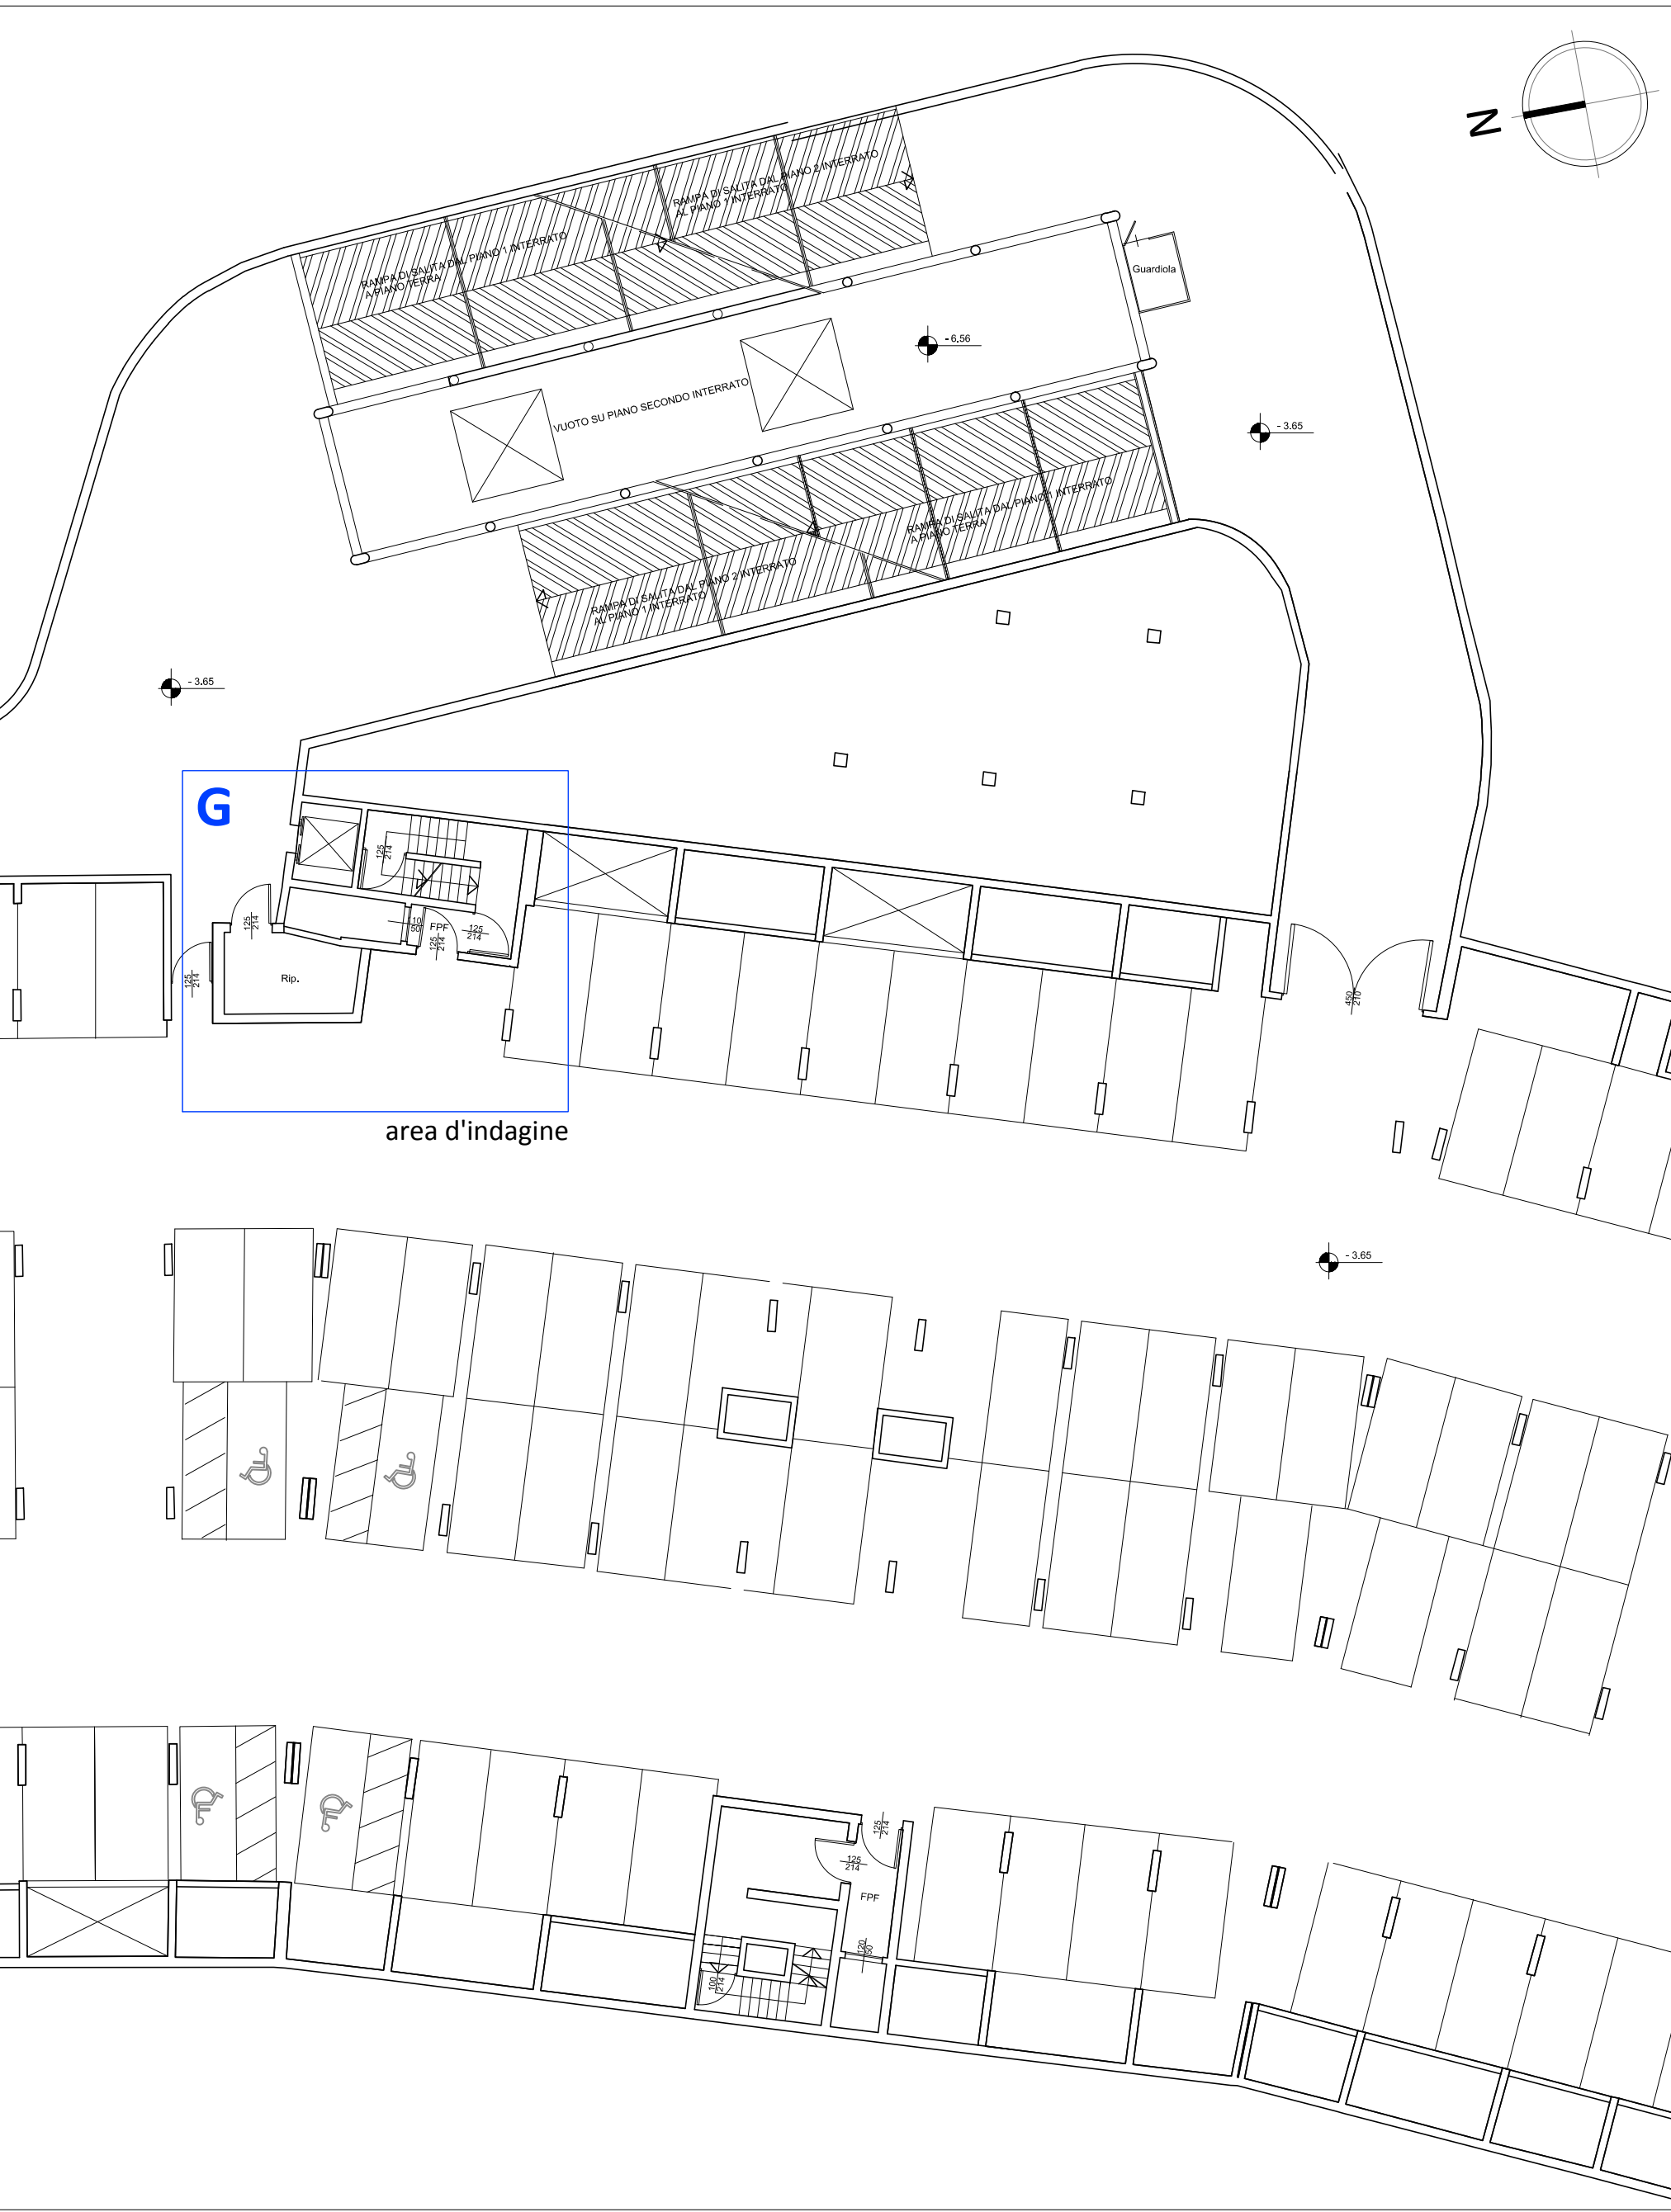 N
RAMPA DI SALITA DAL PIANO 2 INTERRATO
AL PIANO 1 INTERRATO
RAMPA DI SALITA DAL PIANO 1 INTERRATO
A PIANO TERRA
Guardiola
- 6.56
VUOTO SU PIANO SECONDO INTERRATO
- 3.65
RAMPA DI SALITA DAL PIANO 1 INTERRATO
A PIANO TERRA
RAMPA DI SALITA DAL PIANO 2 INTERRATO
AL PIANO 1 INTERRATO
- 3.65
G
125
214
110
50
FPF
125
214
125
214
125
214
125
214
Rip.
450
210
area d'indagine
- 3.65
125
214
125
214
FPF
120
50
100
214